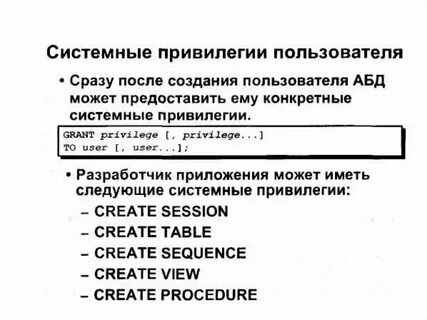 Системные привилегии пользователя
• Сразу после создания пользователя АБД
может предоставить ему конкретные
системные привилегии.
GRANT privilege [, privilege...]
TO user [, user...];
• Разработчик приложения может иметь
следующие системные привилегии:
– CREATE SESSION
– CREATE TABLE
– CREATE SEQUENCE
– CREATE VIEW
– CREATE PROCEDURE